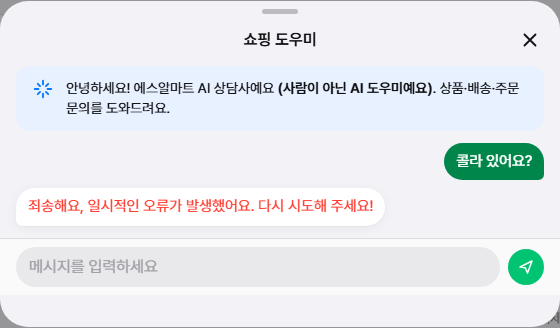 쇼핑 도우미
안녕하세요! 에스알마트 AI 상담사예요 (사람이 아닌 AI 도우미예요). 상품·배송·주문
문의를 도와드려요.
콜라 있어요?
죄송해요, 일시적인 오류가 발생했어요. 다시 시도해 주세요!
메시지를 입력하세요